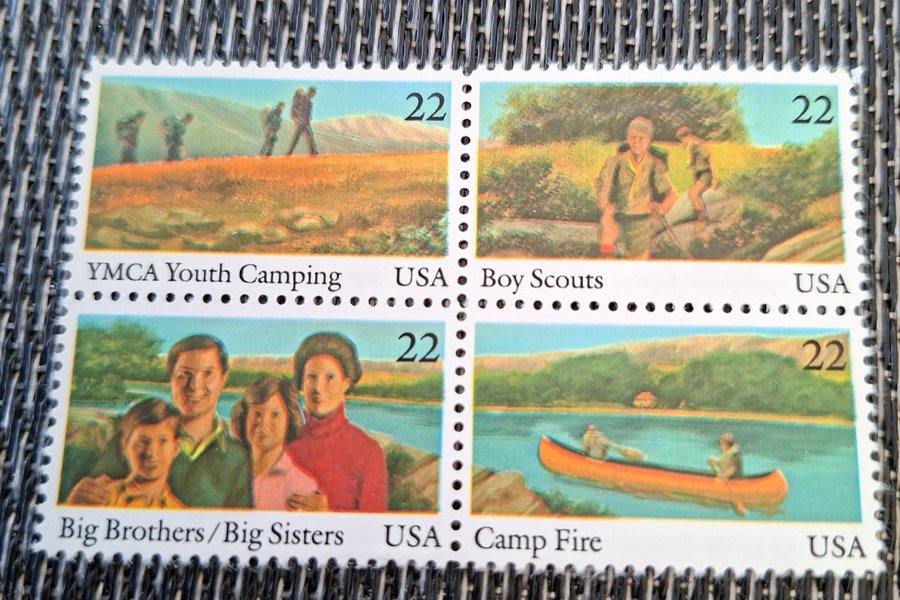 22
YMCA Youth Camping USA
22
Boy Scouts USA
22
Big Brothers/Big Sisters USA
22
Camp Fire USA